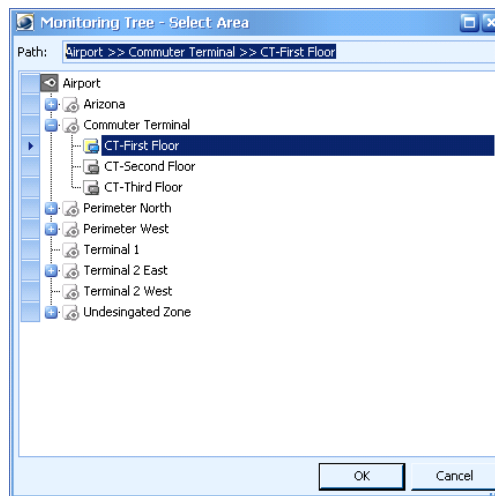 Monitoring Tree - Select Area
Path: Airport >> Commuter Terminal >> CT-First Floor
Airport
Arizona
Commuter Terminal
CT-First Floor
CT-Second Floor
CT-Third Floor
Perimeter North
Perimeter West
Terminal 1
Terminal 2 East
Terminal 2 West
Undesingated Zone
OK Cancel